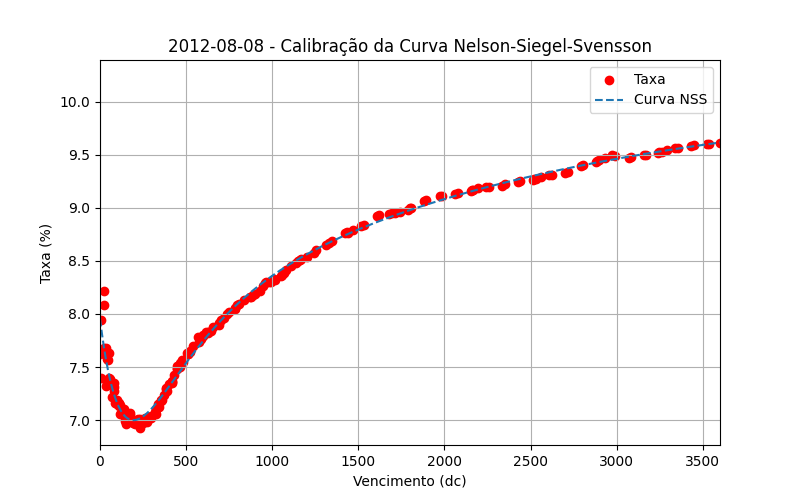 2012-08-08 - Calibração da Curva Nelson-Siegel-Svensson
Taxa
Curva NSS
Taxa (%)
10.0
9.5
9.0
8.5
8.0
7.5
7.0
0 500 1000 1500 2000 2500 3000 3500
Vencimento (dc)